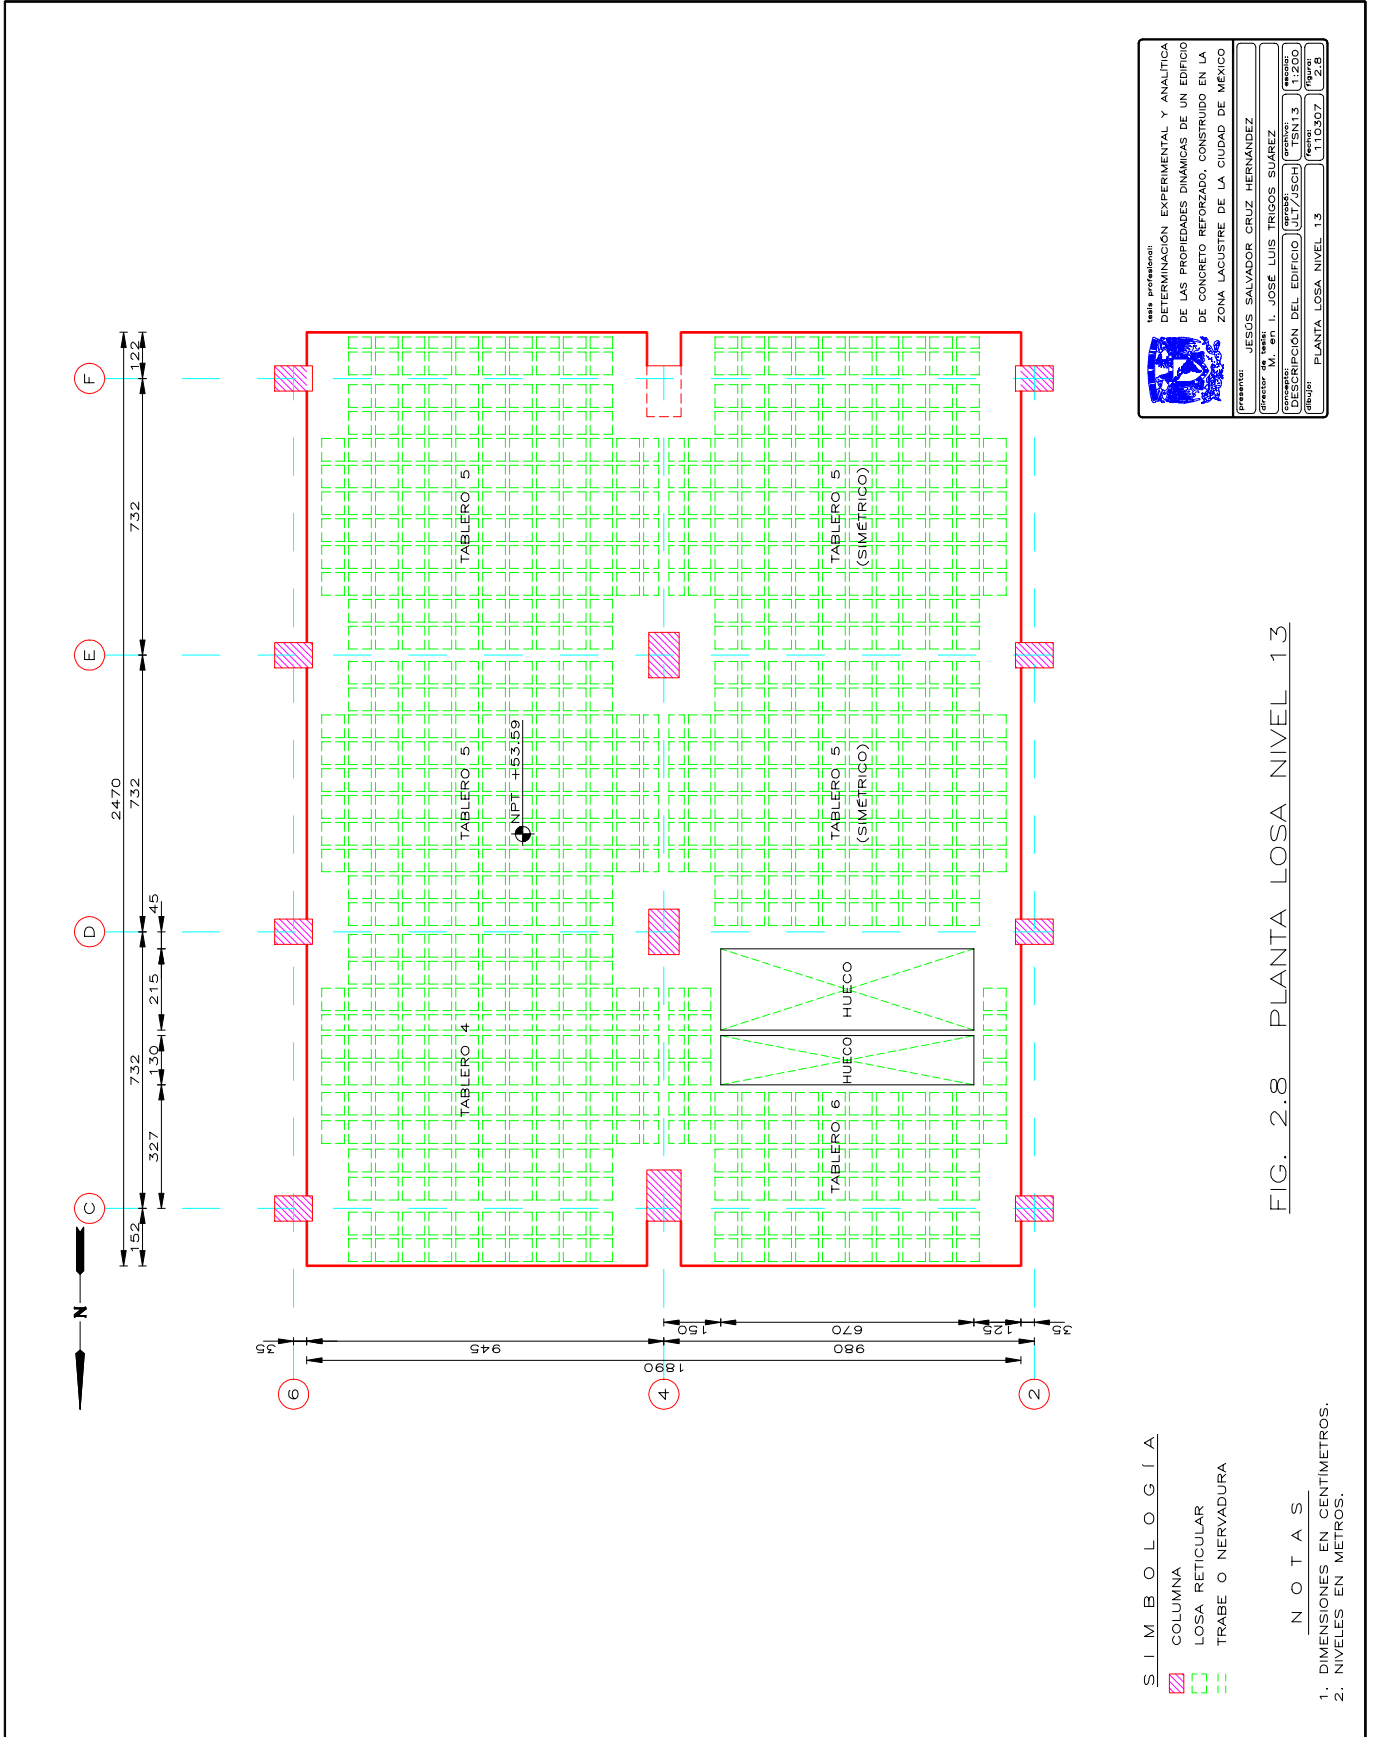 tesis profesional:
DETERMINACIÓN EXPERIMENTAL Y ANALÍTICA
DE LAS PROPIEDADES DINÁMICAS DE UN EDIFICIO
DE CONCRETO REFORZADO, CONSTRUIDO EN LA
ZONA LACUSTRE DE LA CIUDAD DE MÉXICO
presenta:
JESÚS SALVADOR CRUZ HERNÁNDEZ
director de tesis:
M. en I. JOSÉ LUIS TRIGOS SUÁREZ
concepto:
DESCRIPCIÓN DEL EDIFICIO
aprobó:
JLT/JSCH
archivo:
TSN13
escala:
1:200
dibujo:
PLANTA LOSA NIVEL 13
fecha:
110307
figura:
2.8
N
C
D
E
F
2470
152
732
732
732
122
327
130
215
45
6
4
2
35
945
980
1890
150
670
125
35
TABLERO 4
TABLERO 5
TABLERO 5
NPT +53.59
TABLERO 6
HUECO
HUECO
TABLERO 5
(SIMÉTRICO)
TABLERO 5
(SIMÉTRICO)
FIG. 2.8 PLANTA LOSA NIVEL 13
SIMBOLOGÍA
COLUMNA
LOSA RETICULAR
TRABE O NERVADURA
NOTAS
1. DIMENSIONES EN CENTÍMETROS.
2. NIVELES EN METROS.